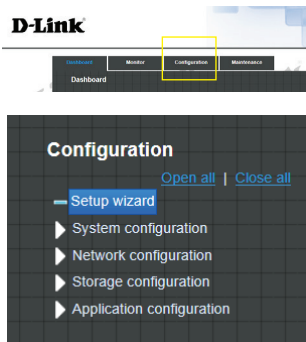 D-Link
Dashboard Monitor Configuration Maintenance
Dashboard
Configuration
Open all | Close all
Setup wizard
System configuration
Network configuration
Storage configuration
Application configuration